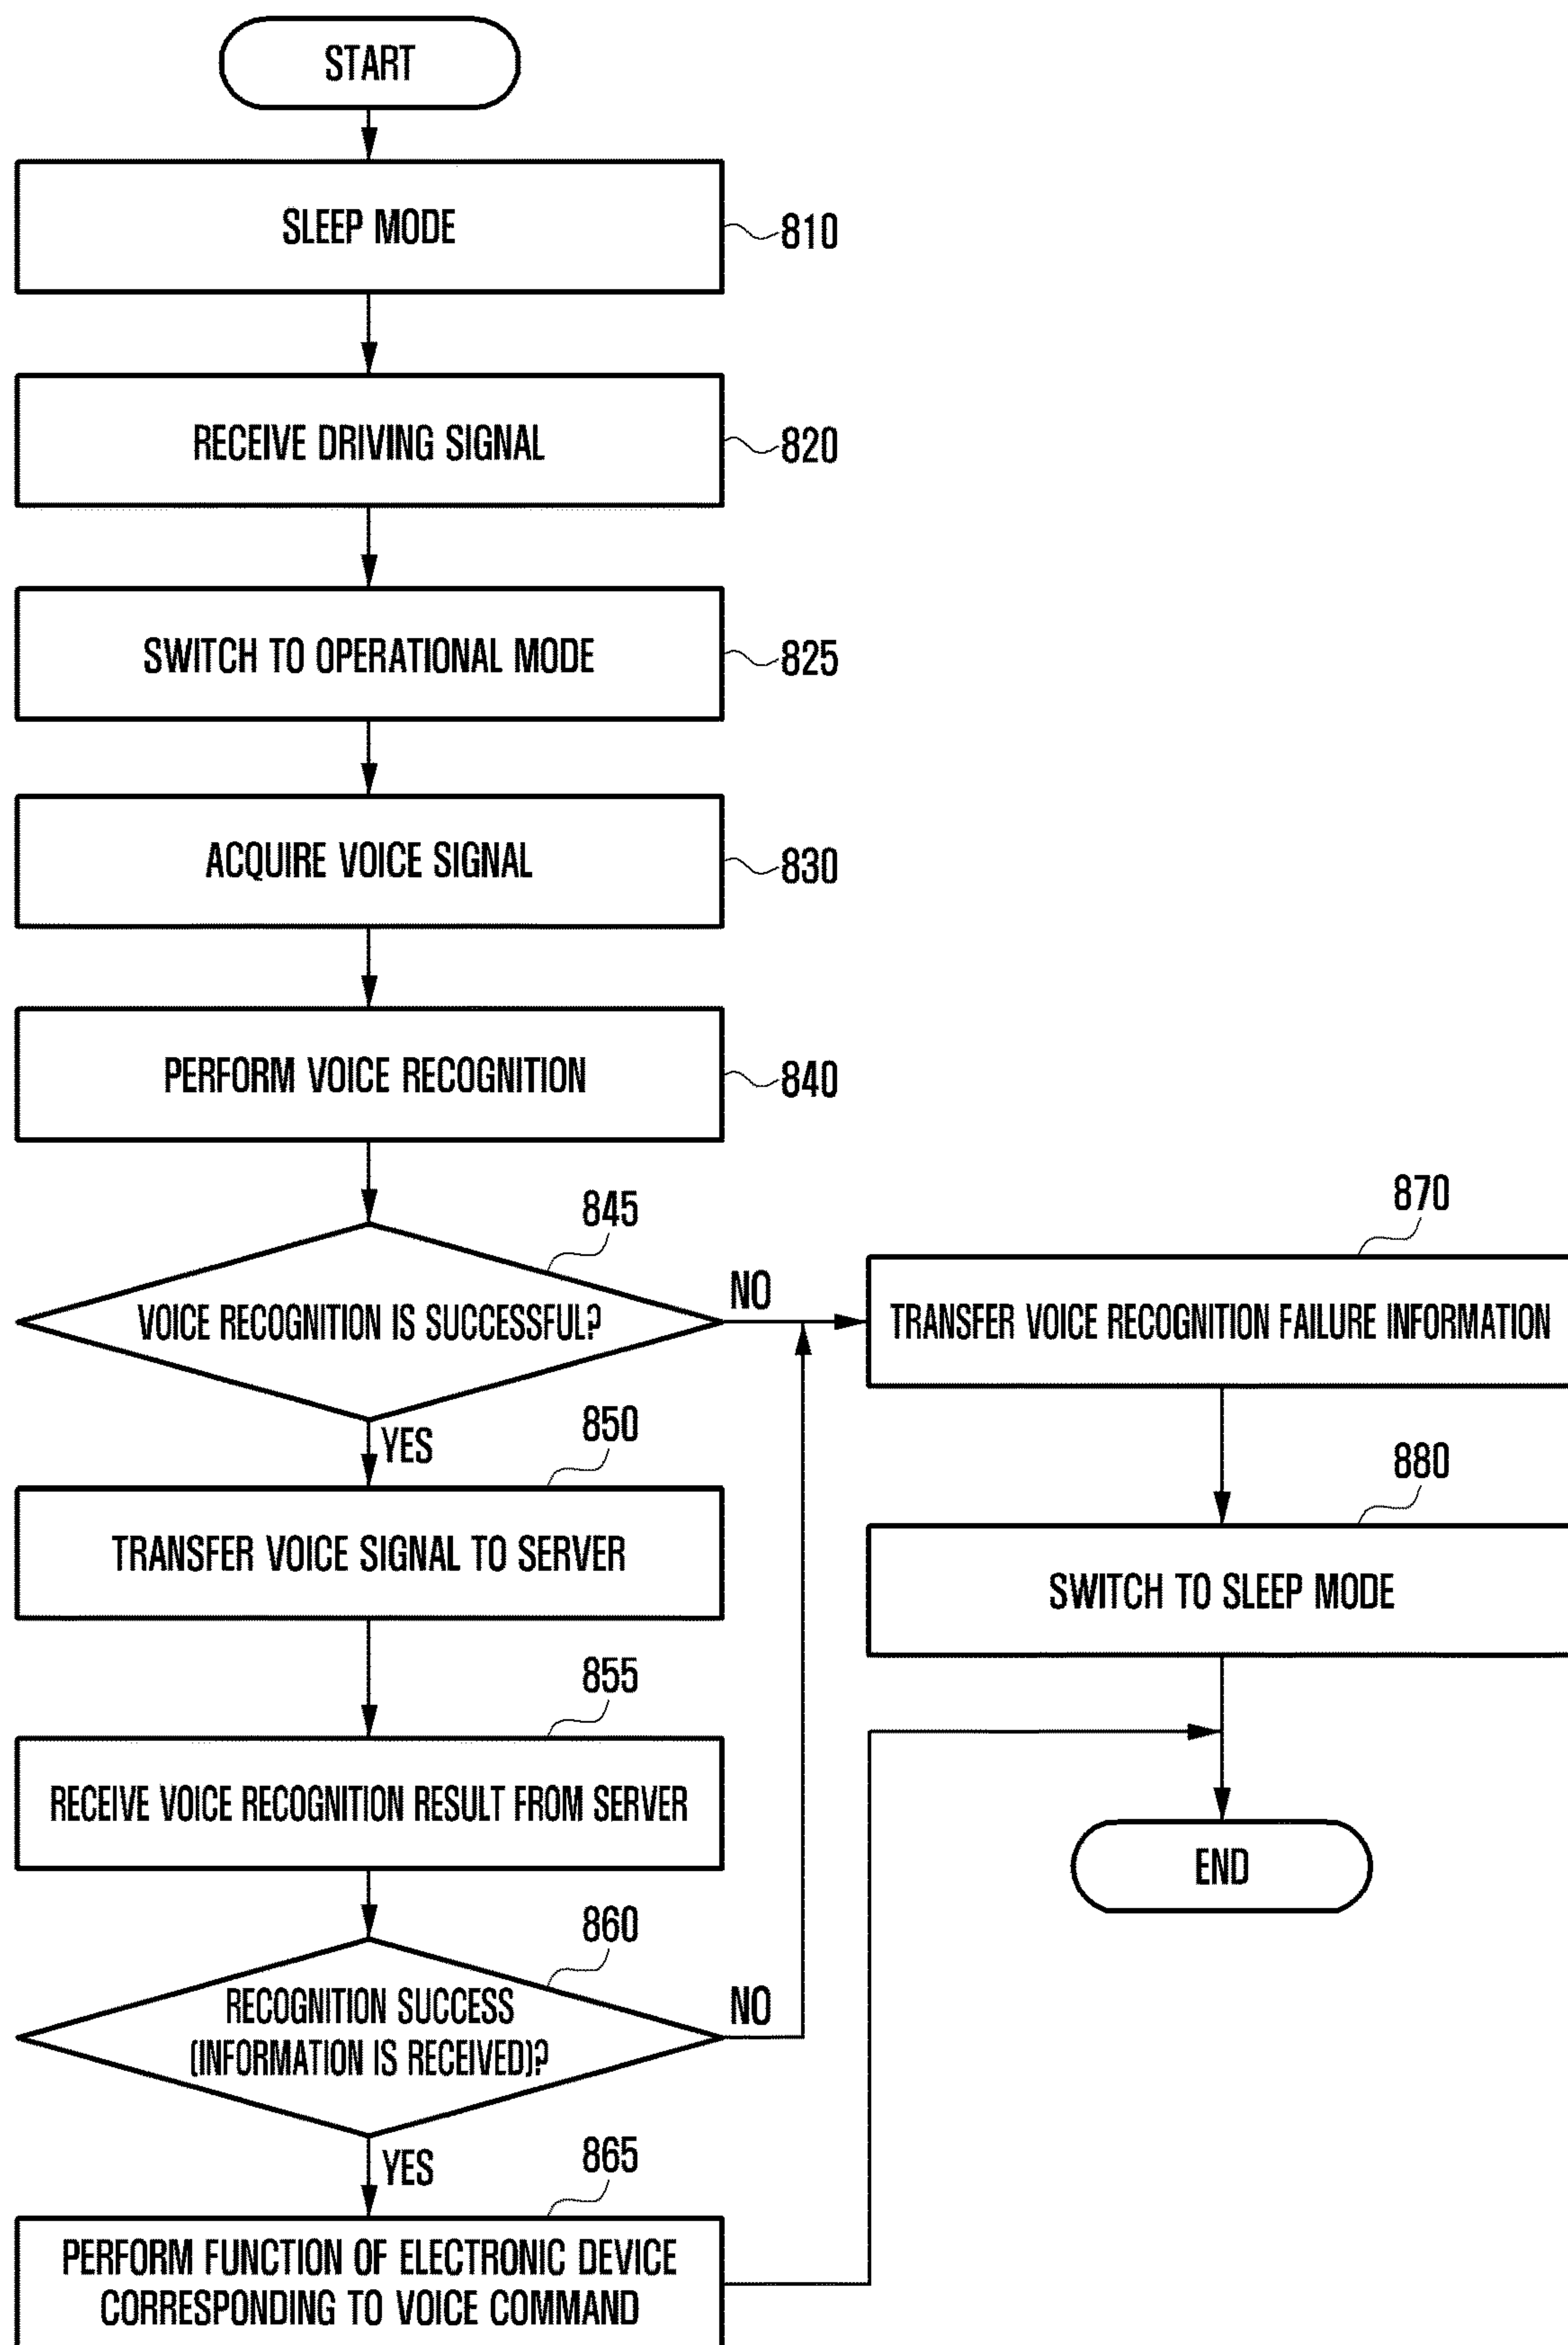 START
SLEEP MODE
810
RECEIVE DRIVING SIGNAL
820
SWITCH TO OPERATIONAL MODE
825
ACQUIRE VOICE SIGNAL
830
PERFORM VOICE RECOGNITION
840
845
VOICE RECOGNITION IS SUCCESSFUL?
NO
YES
850
TRANSFER VOICE SIGNAL TO SERVER
855
RECEIVE VOICE RECOGNITION RESULT FROM SERVER
860
RECOGNITION SUCCESS
(INFORMATION IS RECEIVED)?
NO
YES
865
PERFORM FUNCTION OF ELECTRONIC DEVICE
CORRESPONDING TO VOICE COMMAND
870
TRANSFER VOICE RECOGNITION FAILURE INFORMATION
880
SWITCH TO SLEEP MODE
END